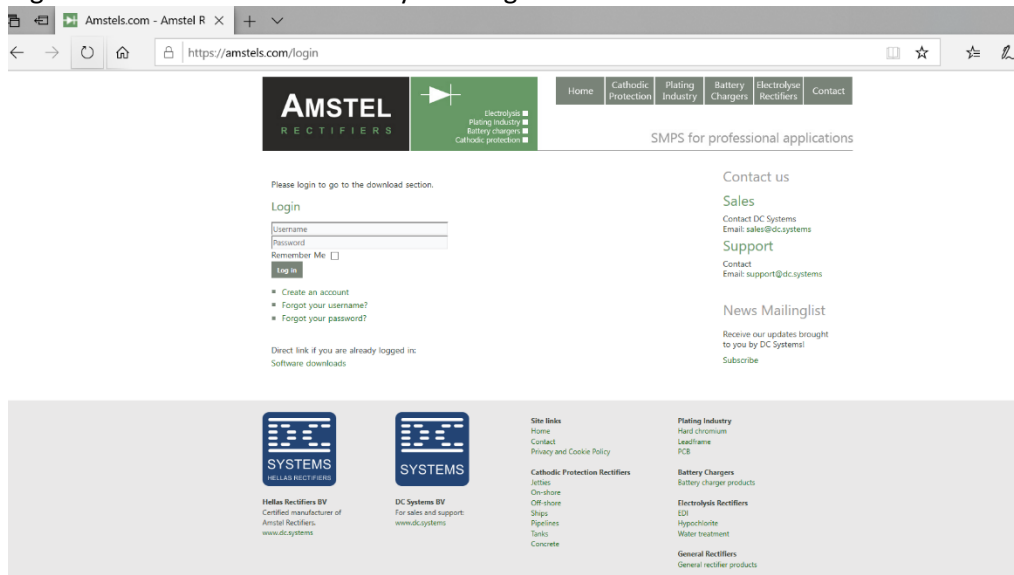 Amstels.com - Amstel R
https://amstels.com/login
AMSTEL
RECTIFIERS
Electrolysis
Plating Industry
Battery chargers
Cathodic protection
Home
Cathodic Protection
Plating Industry
Battery Chargers
Electrolyse Rectifiers
Contact
SMPS for professional applications
Please login to go to the download section.
Login
Username
Password
Remember Me
Log in
Create an account
Forgot your username?
Forgot your password?
Direct link if you are already logged in:
Software downloads
Contact us
Sales
Contact DC Systems
Email: sales@dc.systems
Support
Contact
Email: support@dc.systems
News Mailinglist
Receive our updates brought
to you by DC Systems!
Subscribe
SYSTEMS
HELLAS RECTIFIERS
Hellas Rectifiers BV
Certified manufacturer of
Amstel Rectifiers.
www.dc.systems
SYSTEMS
DC Systems BV
For sales and support:
www.dc.systems
Site links
Home
Contact
Privacy and Cookie Policy
Cathodic Protection Rectifiers
Jetties
On-shore
Off-shore
Ships
Pipelines
Tanks
Concrete
Plating Industry
Hard chromium
Leadframe
PCB
Battery Chargers
Battery charger products
Electrolysis Rectifiers
EDI
Hypochlorite
Water treatment
General Rectifiers
General rectifier products